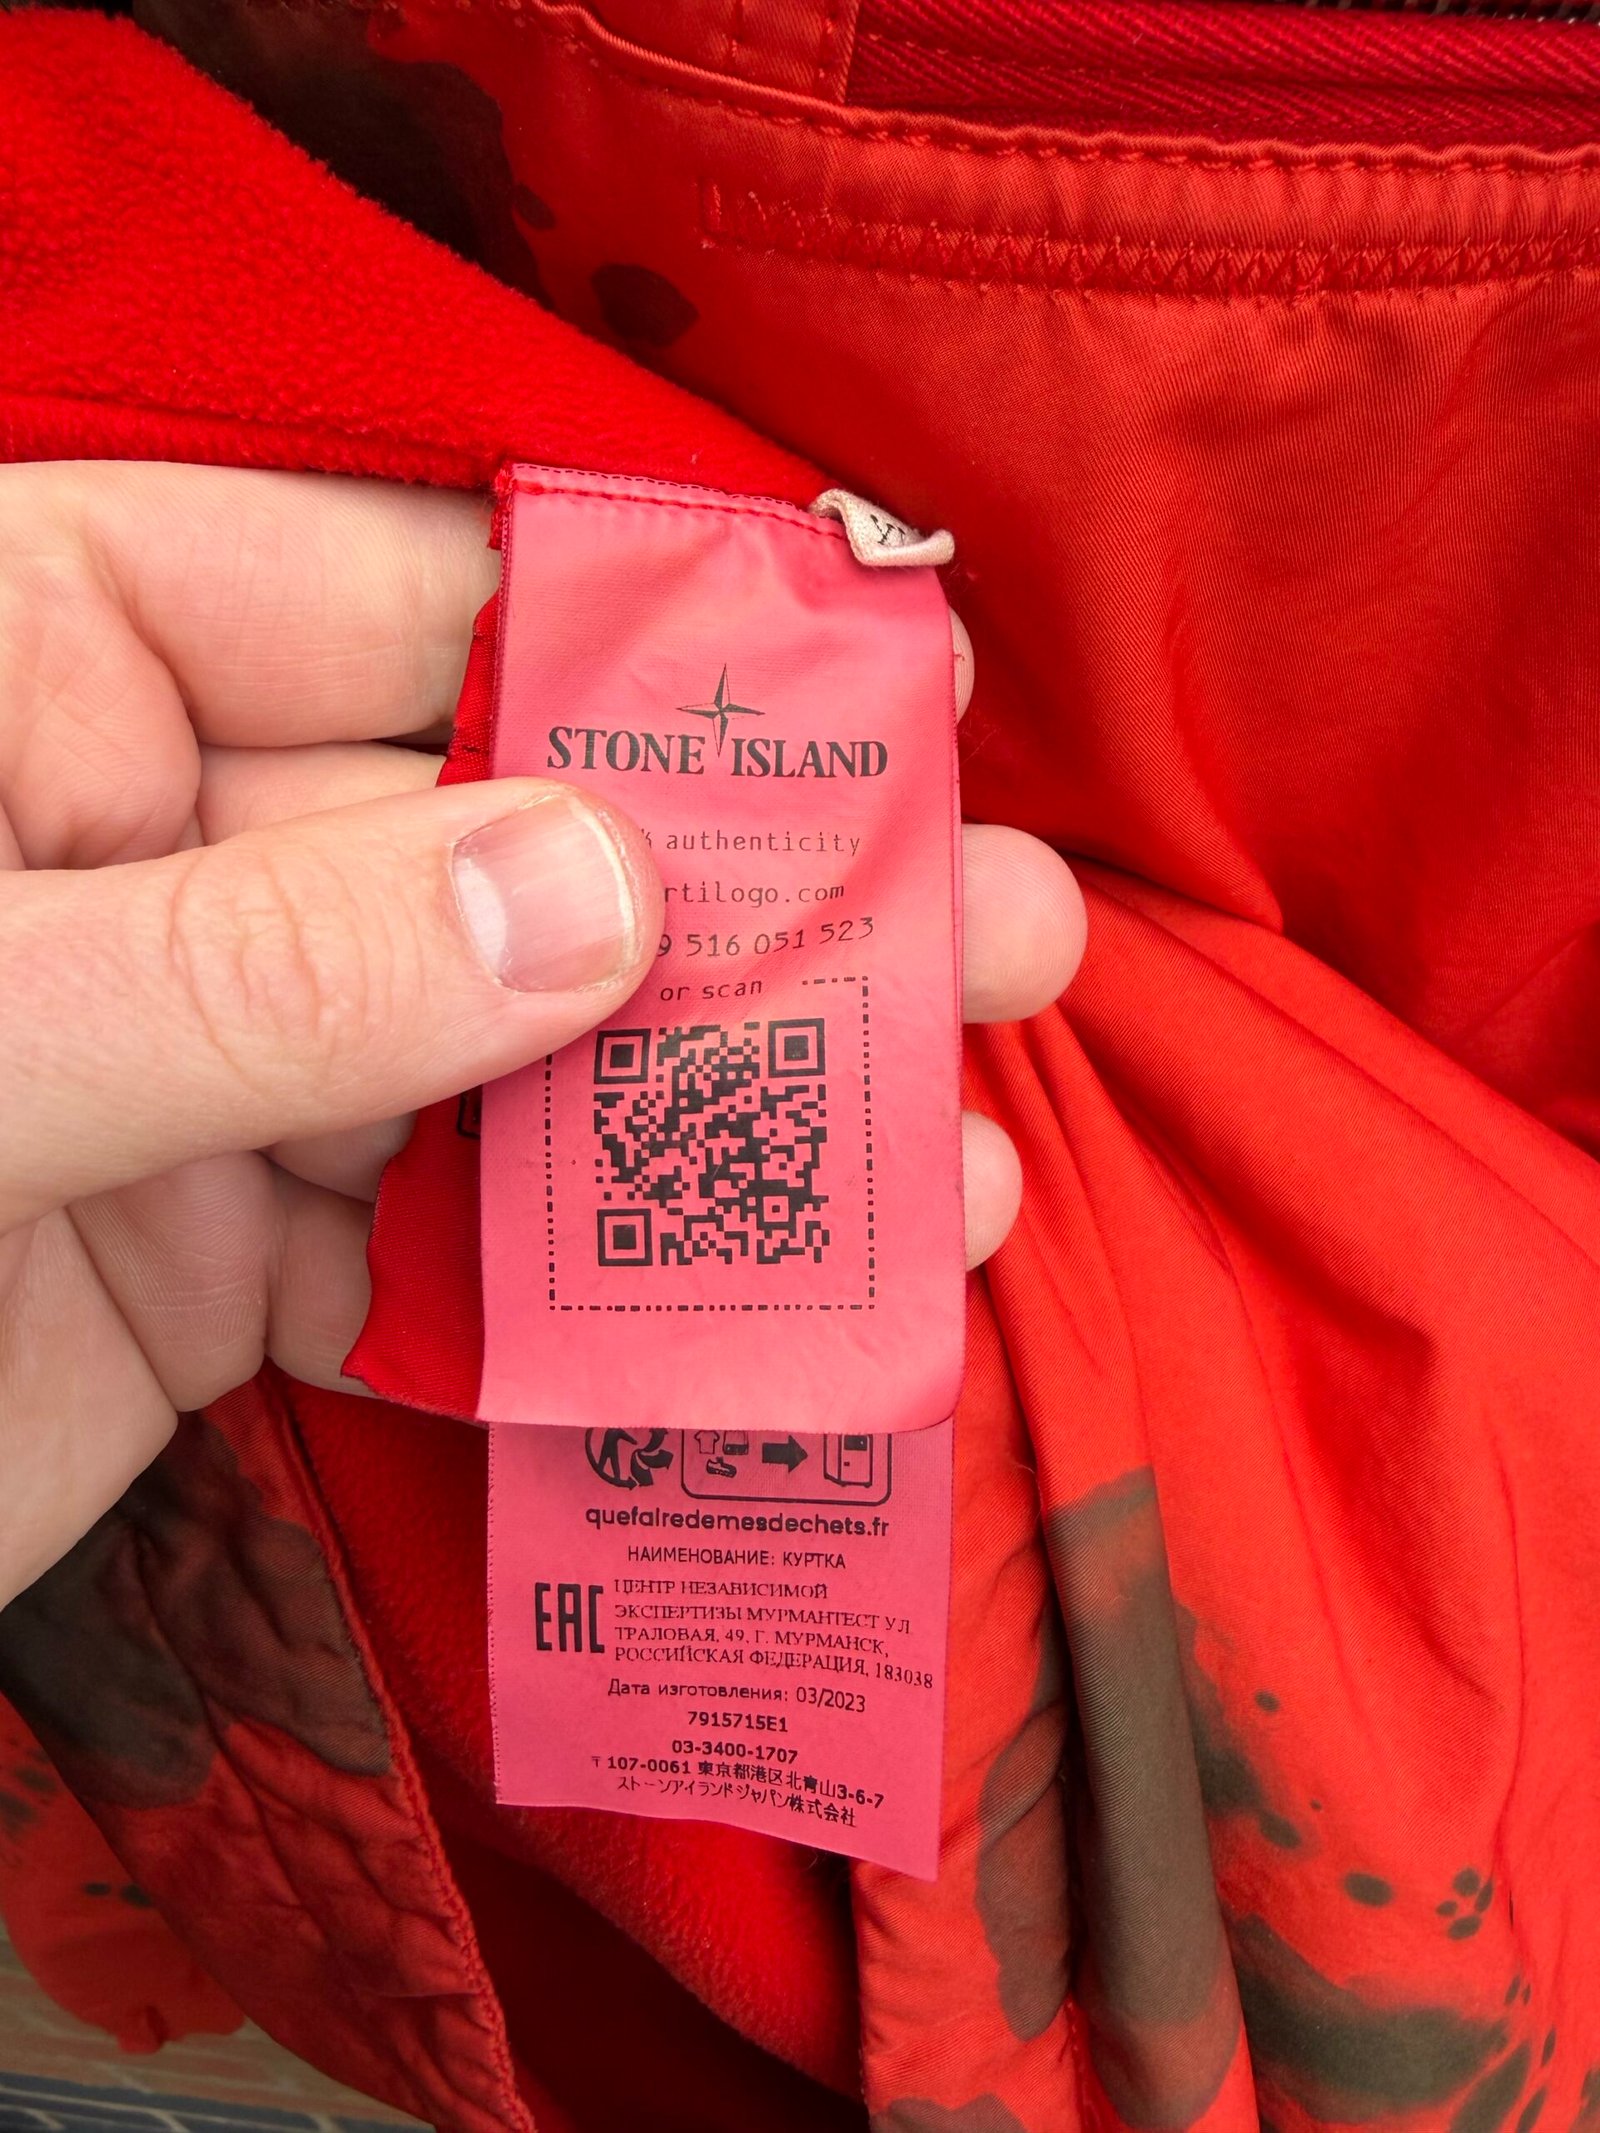 STONE ISLAND
authenticity
rtilogo.com
9 516 051 523
or scan
quefairedemesdechets.fr
НАИМЕНОВАНИЕ: КУРТКА
EAC
ЦЕНТР НЕЗАВИСИМОЙ
ЭКСПЕРТИЗЫ МУРМАНТЕСТ УЛ
ТРАЛОВАЯ, 49, Г. МУРМАНСК,
РОССИЙСКАЯ ФЕДЕРАЦИЯ, 183038
Дата изготовления: 03/2023
7915715E1
03-3400-1707
〒107-0061 東京都港区北青山3-6-7
ストーンアイランドジャパン株式会社